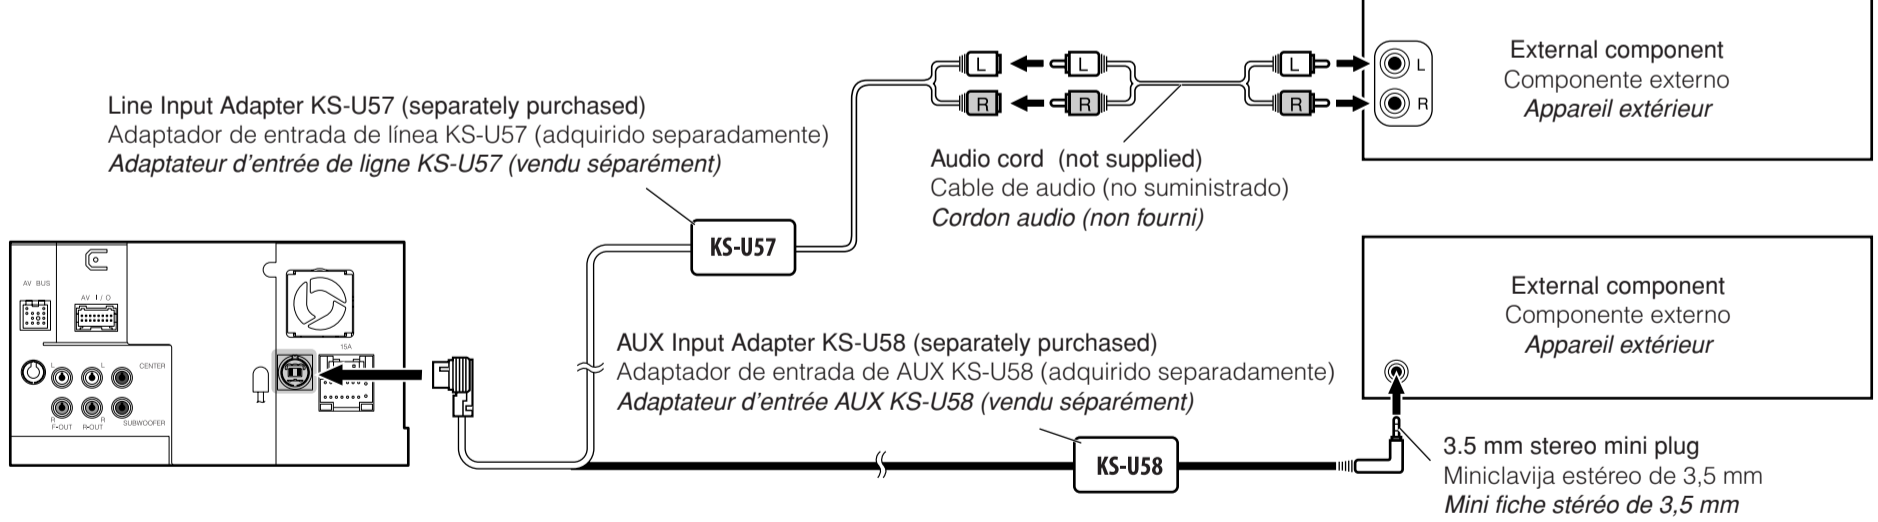 Line Input Adapter KS-U57 (separately purchased)
Adaptador de entrada de línea KS-U57 (adquirido separadamente)
Adaptateur d'entrée de ligne KS-U57 (vendu séparément)
KS-U57
L
R
L
R
L
R
L
R
Audio cord (not supplied)
Cable de audio (no suministrado)
Cordon audio (non fourni)
External component
Componente externo
Appareil extérieur
AV BUS
AV I / O
15A
L
L
CENTER
R
R
F-OUT
R-OUT
SUBWOOFER
AUX Input Adapter KS-U58 (separately purchased)
Adaptador de entrada de AUX KS-U58 (adquirido separadamente)
Adaptateur d'entrée AUX KS-U58 (vendu séparément)
KS-U58
External component
Componente externo
Appareil extérieur
3.5 mm stereo mini plug
Miniclavija estéreo de 3,5 mm
Mini fiche stéréo de 3,5 mm